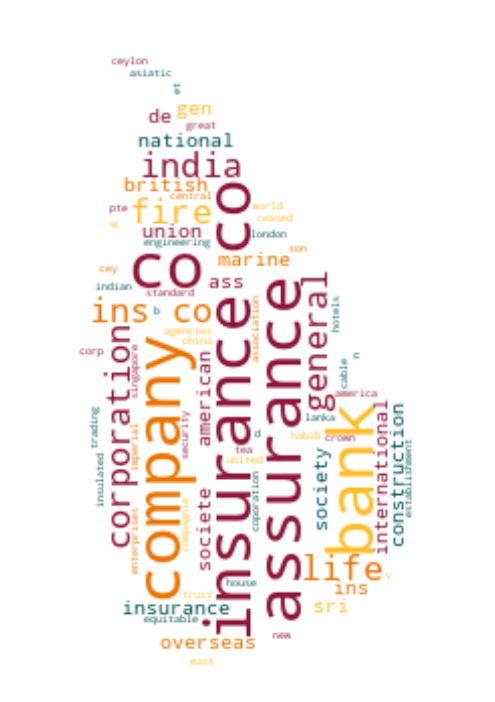 ceylon
asiatic
et
de
gen
great
national
india
british
central
pte
fire
co
world
ceased
sc
union
london
engineering
son
marine
cey
co
ass
indian
standard
ins
co
b
insurance
assurance
general
hotels
agencies
china
association
corp
corporation
singapore
company
american
n
cable
america
lanka
bank
trading
imperial
security
d
tea
habib
crown
international
construction
establishment
united
insulated
society
societe
coporation
compagnie
enterprises
life
v
house
ins
trust
insurance
sri
equitable
new
overseas
east